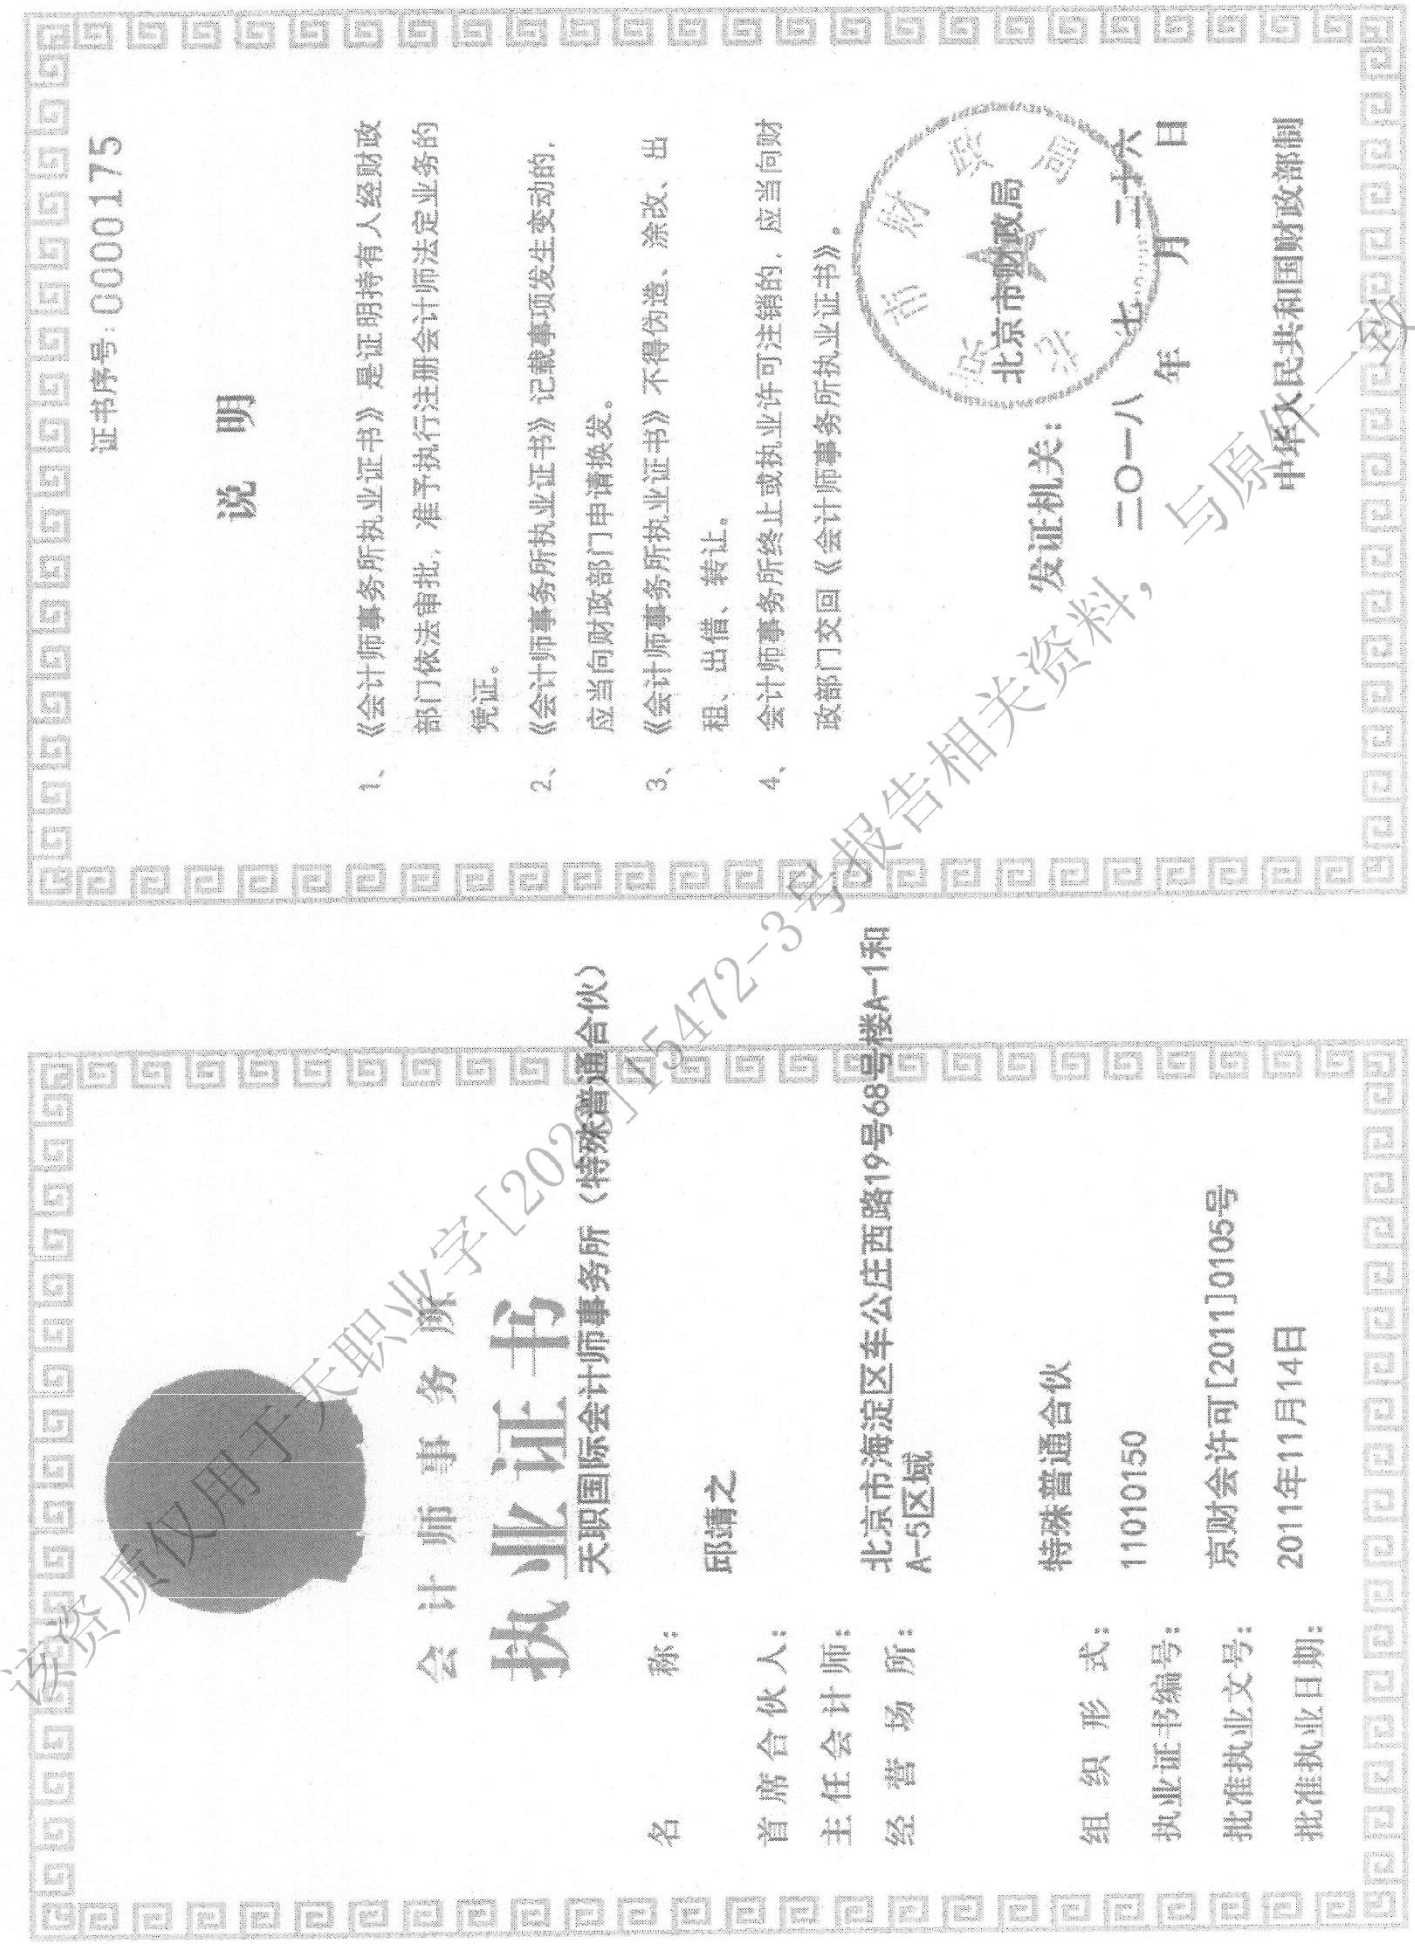 会计师事务所
执业证书
名 称:
天职国际会计师事务所（特殊普通合伙）
首席合伙人:
邱靖之
主任会计师:
经营场所:
北京市海淀区车公庄西路19号68号楼A-1和
A-5区域
组织形式:
特殊普通合伙
执业证书编号:
11010150
批准执业文号:
京财会许可[2011]0105号
批准执业日期:
2011年11月14日
证书序号:0000175
说 明
1、《会计师事务所执业证书》是证明持有人经财政
部门依法审批,准予执行注册会计师法定业务的
凭证。
2、《会计师事务所执业证书》记载事项发生变动的,
应当向财政部门申请换发。
3、《会计师事务所执业证书》不得伪造、涂改、出
租、出借、转让。
4、会计师事务所终止或执业许可注销的,应当向财
政部门交回《会计师事务所执业证书》。
发证机关:
北京市财政局
北京市财政局
二〇一八年七月二十六日
中华人民共和国财政部制
该资质仅用于天职业字[202]15472-3号报告相关资料，与原件一致